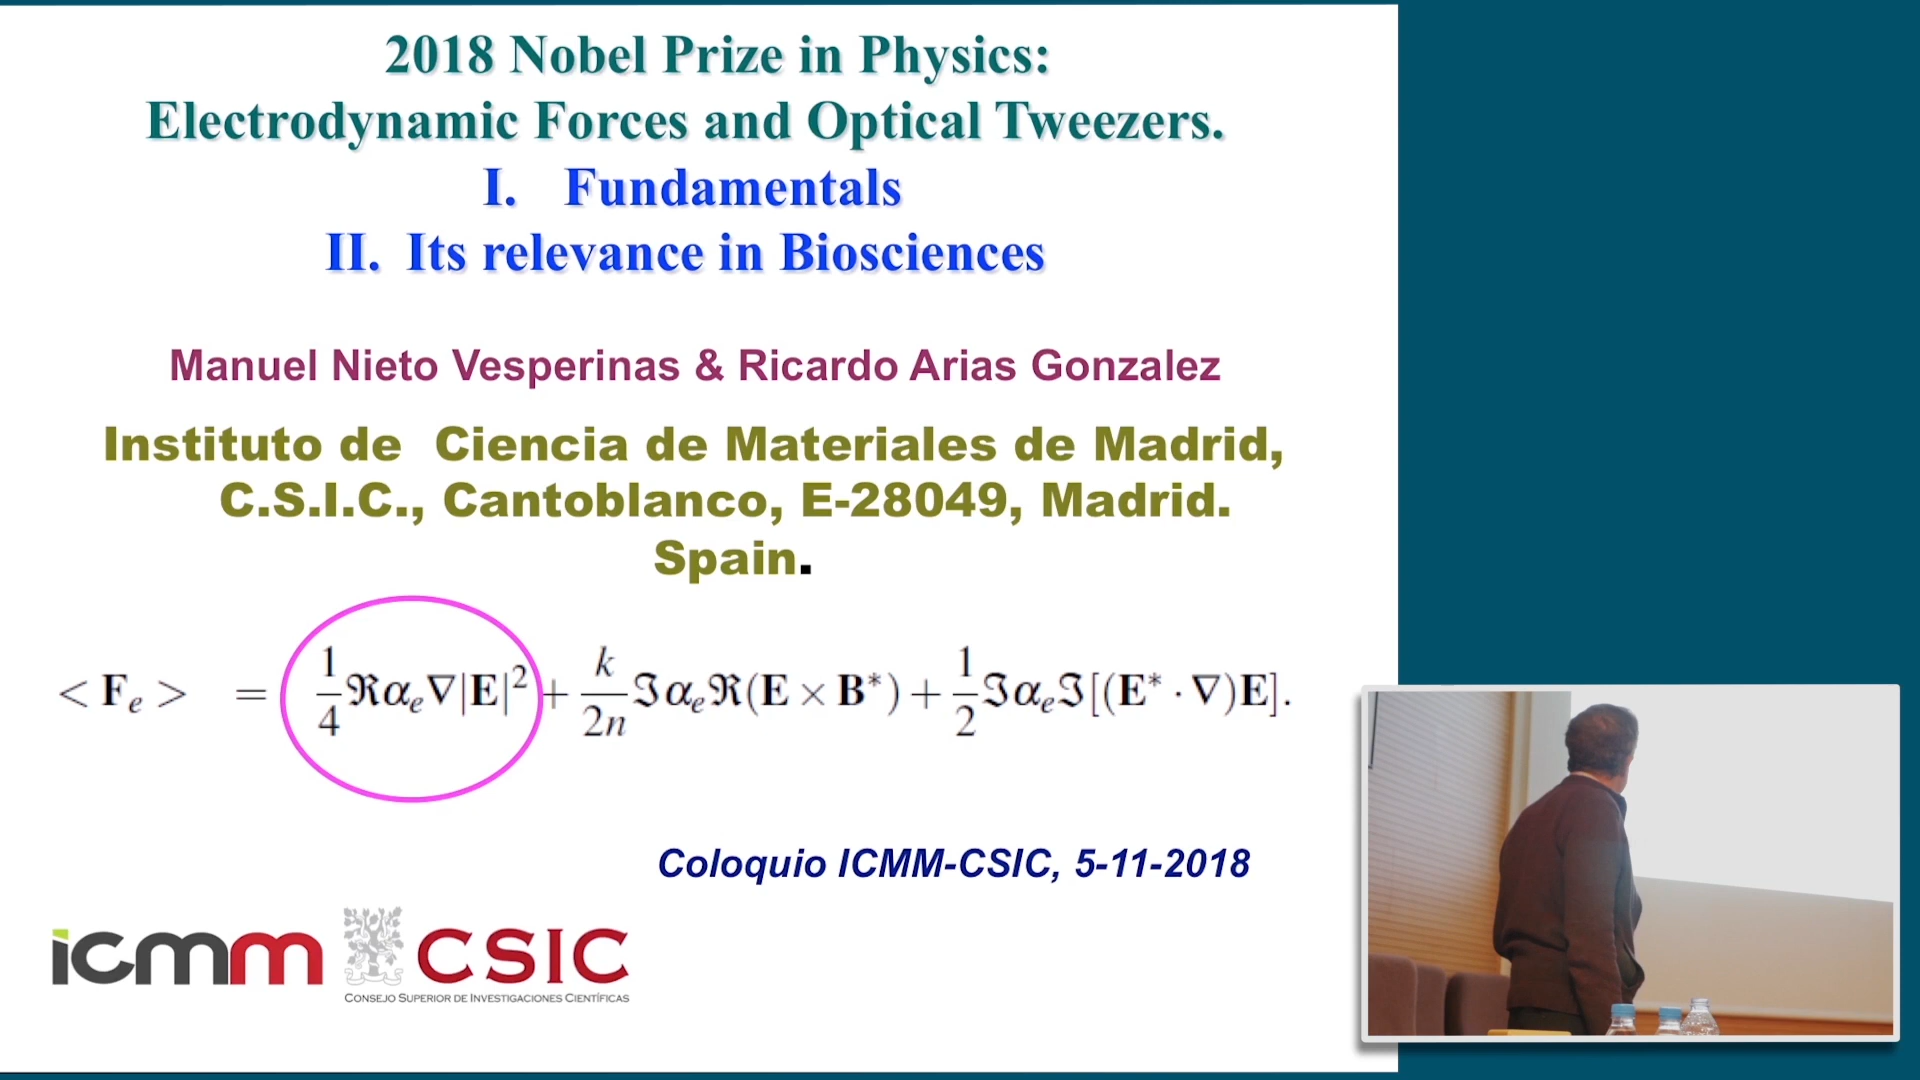 2018 Nobel Prize in Physics:
Electrodynamic Forces and Optical Tweezers.
I. Fundamentals
II. Its relevance in Biosciences
Manuel Nieto Vesperinas & Ricardo Arias Gonzalez
Instituto de Ciencia de Materiales de Madrid,
C.S.I.C., Cantoblanco, E-28049, Madrid.
Spain.
< F_e > = 1/4 ℜα_e∇|E|² + k/2n ℑα_eℜ(E × B*) + 1/2 ℑα_eℑ[(E* · ∇)E].
Coloquio ICMM-CSIC, 5-11-2018
icmm CSIC
CONSEJO SUPERIOR DE INVESTIGACIONES CIENTÍFICAS